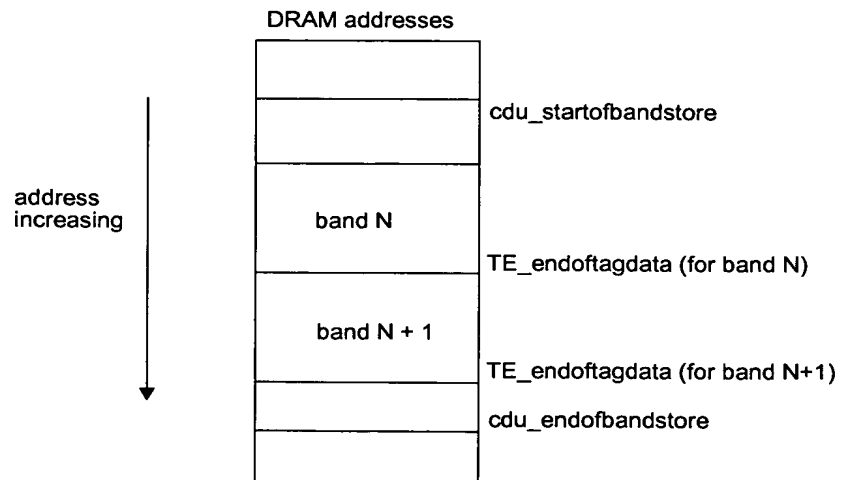 DRAM addresses
cdu_startofbandstore
address
increasing
band N
TE_endoftagdata (for band N)
band N + 1
TE_endoftagdata (for band N+1)
cdu_endofbandstore